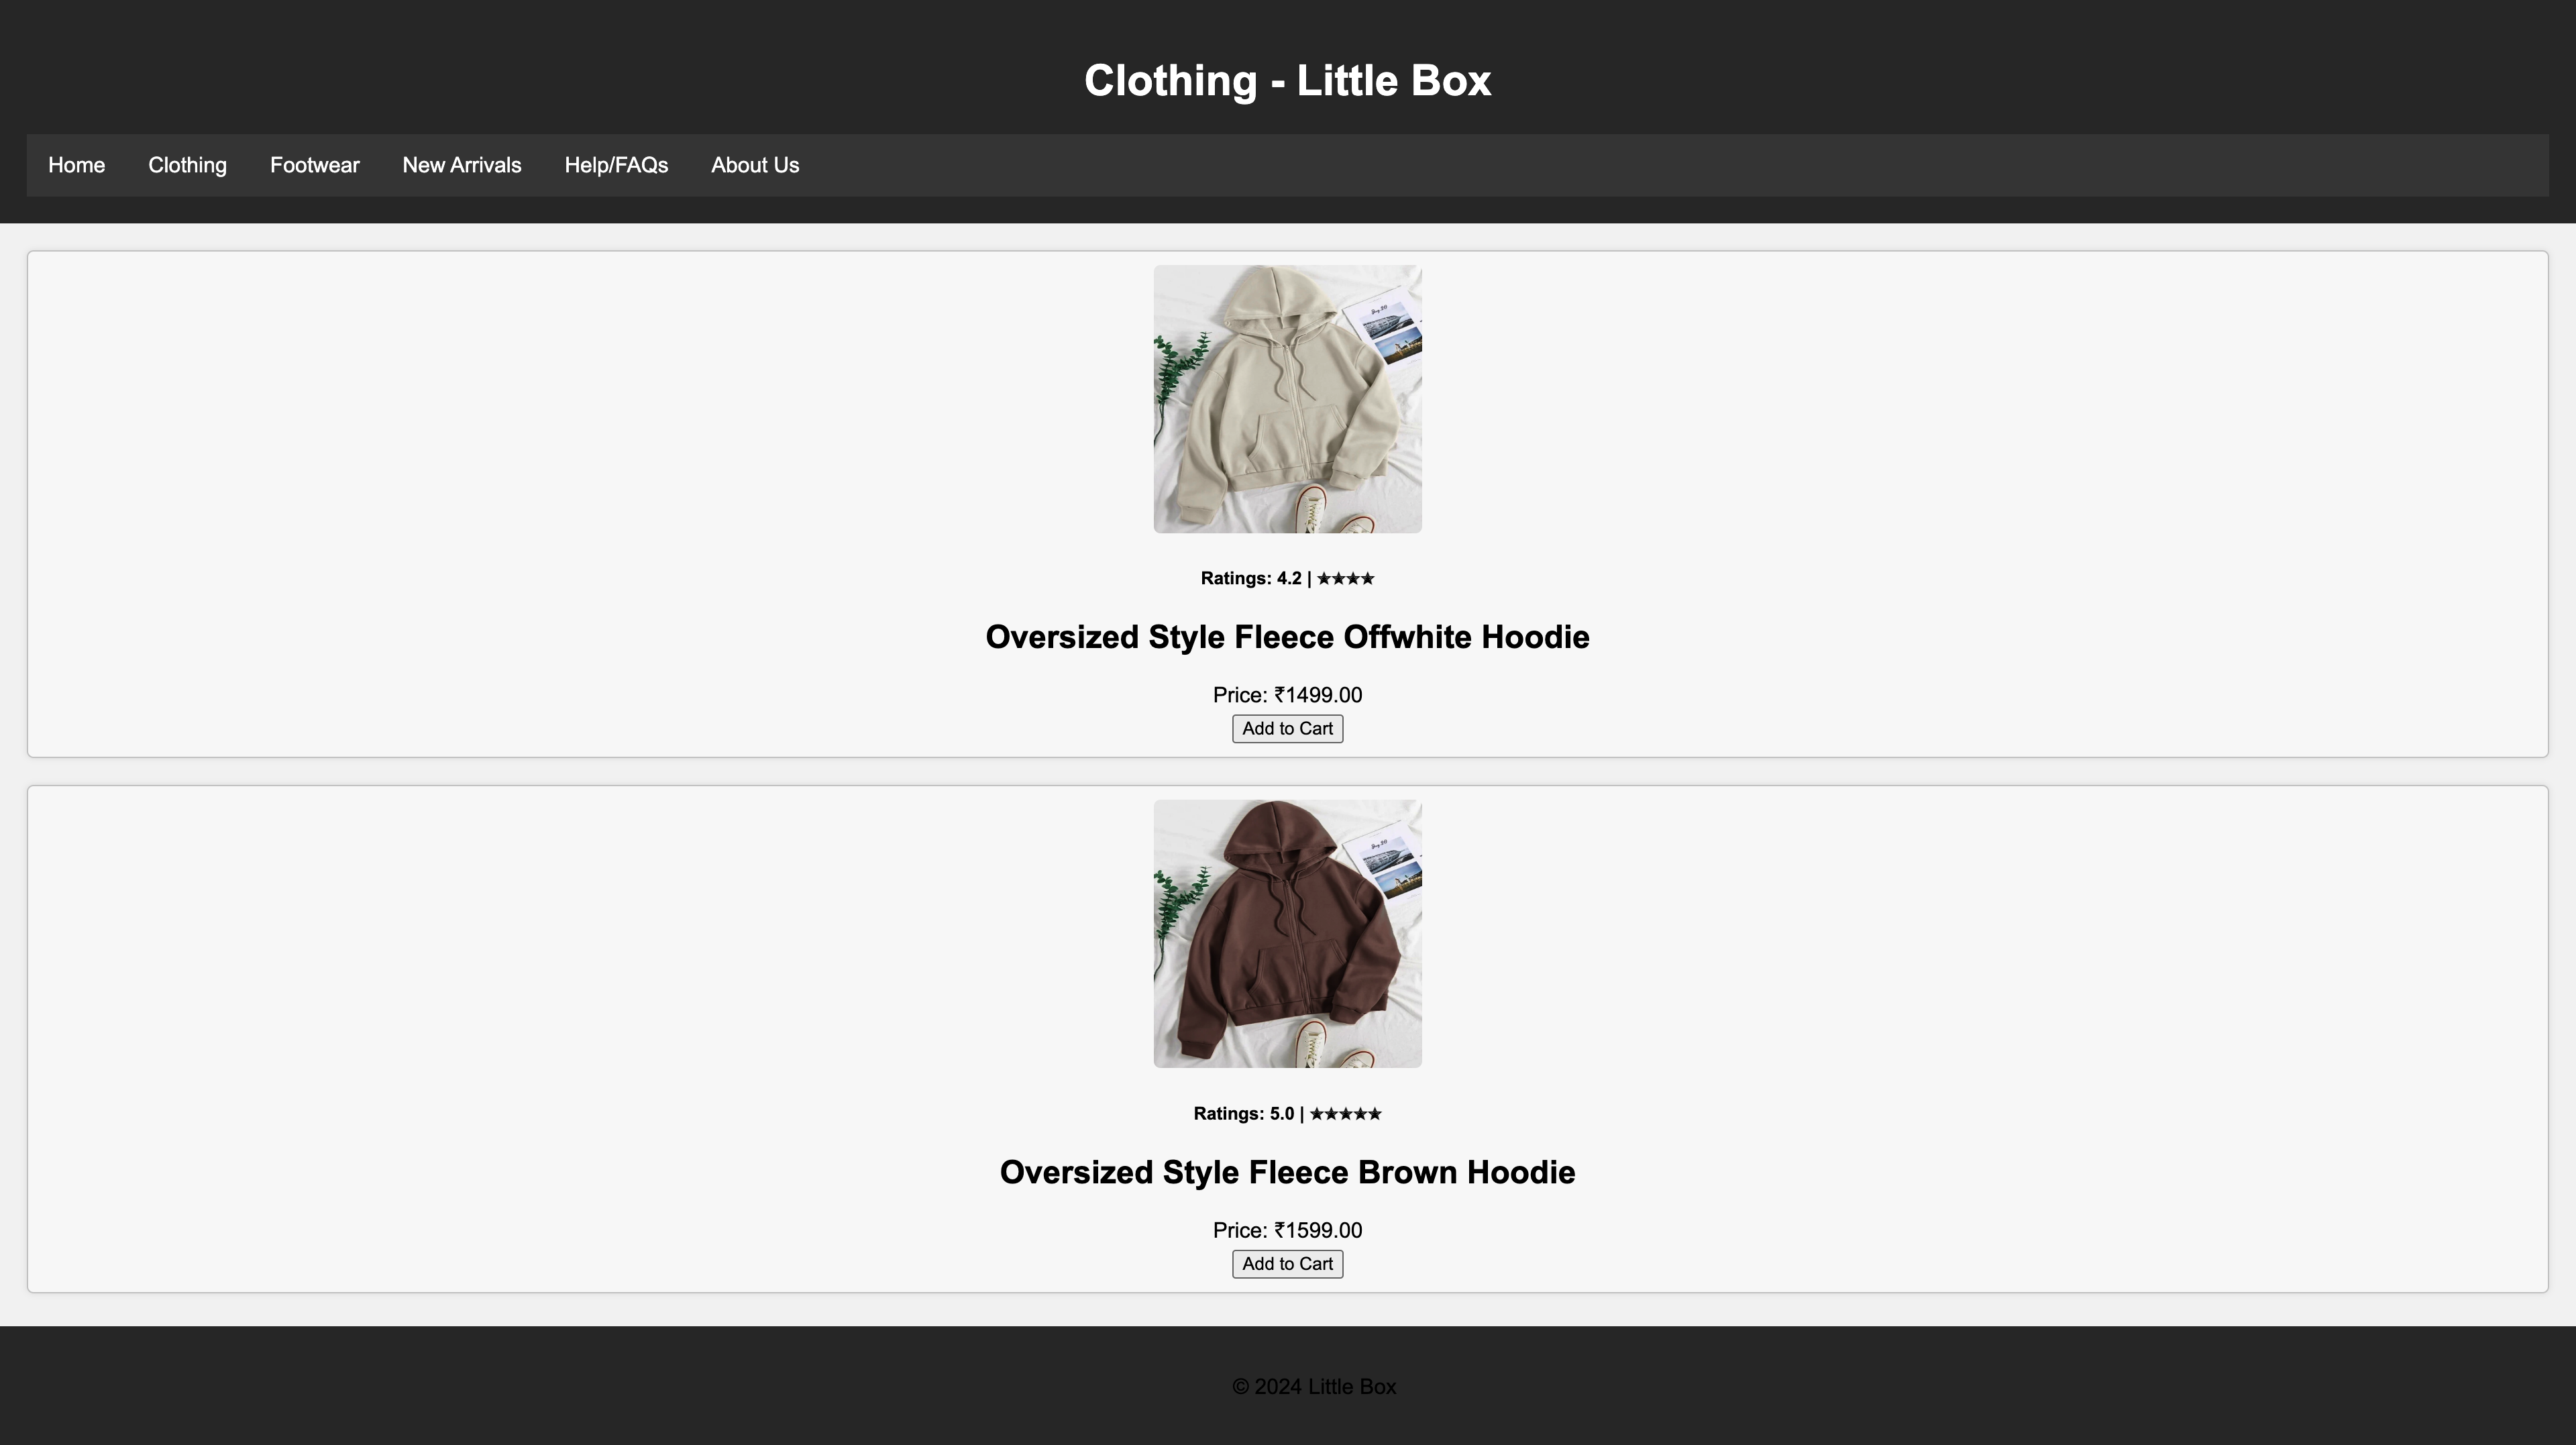 Clothing - Little Box
Home Clothing Footwear New Arrivals Help/FAQs About Us
Ratings: 4.2 | ★★★★
Oversized Style Fleece Offwhite Hoodie
Price: ₹1499.00
Add to Cart
Ratings: 5.0 | ★★★★★
Oversized Style Fleece Brown Hoodie
Price: ₹1599.00
Add to Cart
© 2024 Little Box